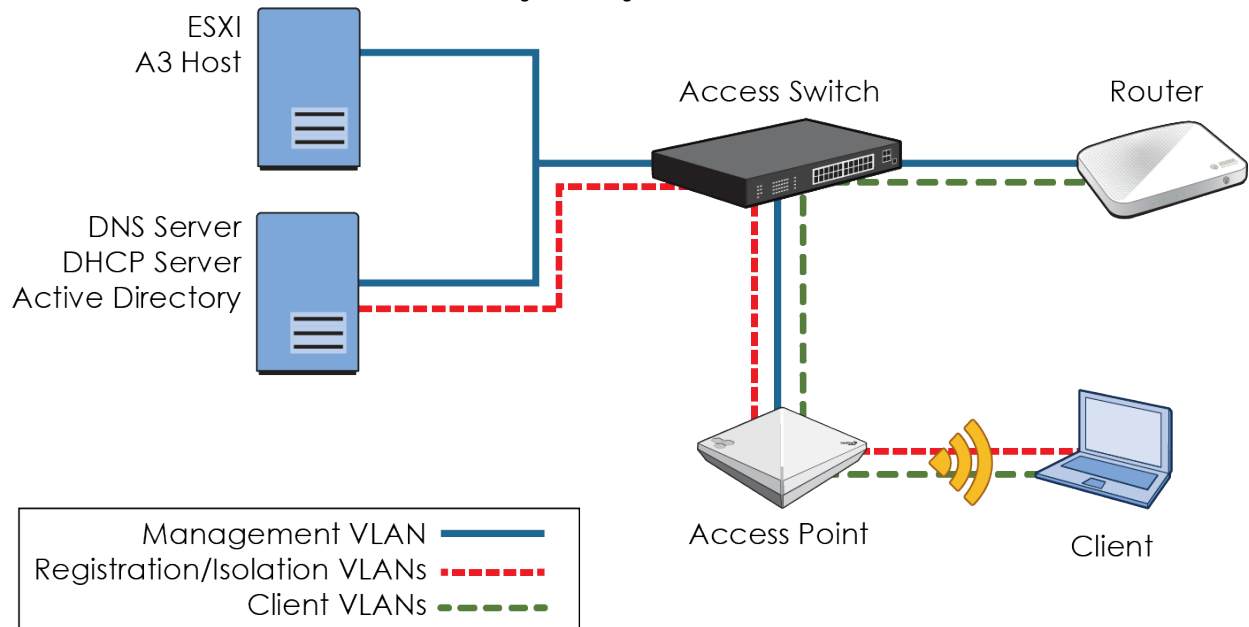 ESXI
A3 Host
Access Switch
Router
DNS Server
DHCP Server
Active Directory
Access Point
Client
Management VLAN
Registration/Isolation VLANs
Client VLANs